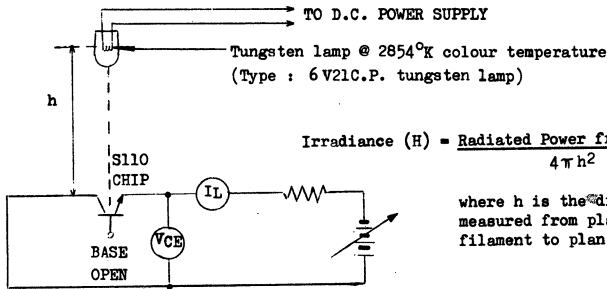 TO D.C. POWER SUPPLY
Tungsten lamp @ 2854°K colour temperature
(Type : 6 V21C.P. tungsten lamp)
h
Irradiance (H) = Radiated Power fr
4πh²
S110
CHIP
IL
where h is the di
measured from pla
filament to plan
BASE
OPEN
VCE